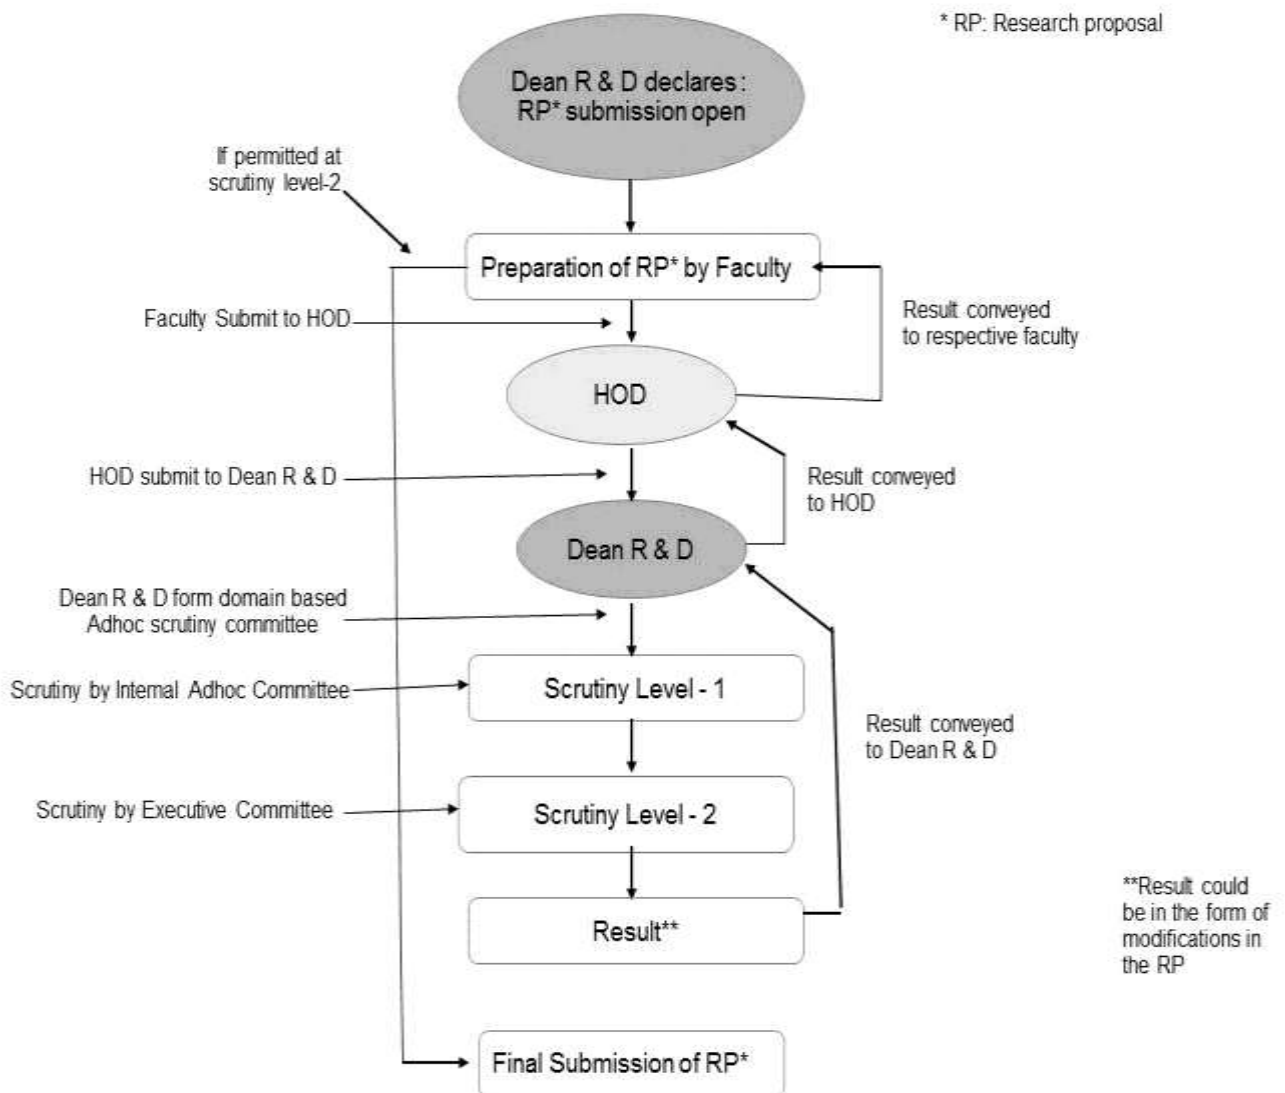 * RP: Research proposal
Dean R & D declares :
RP* submission open
If permitted at
scrutiny level-2
Preparation of RP* by Faculty
Faculty Submit to HOD
Result conveyed
to respective faculty
HOD
HOD submit to Dean R & D
Result conveyed
to HOD
Dean R & D
Dean R & D form domain based
Adhoc scrutiny committee
Scrutiny by Internal Adhoc Committee
Scrutiny Level - 1
Result conveyed
to Dean R & D
Scrutiny by Executive Committee
Scrutiny Level - 2
Result**
**Result could
be in the form of
modifications in
the RP
Final Submission of RP*